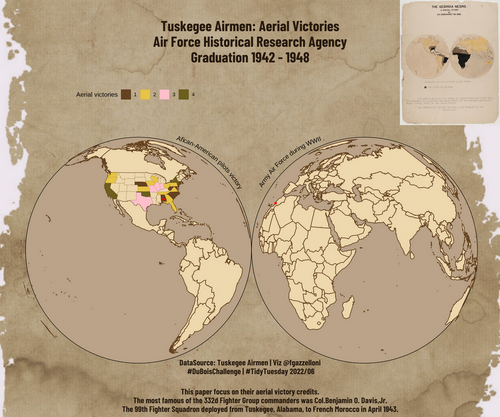 Tuskegee Airmen: Aerial Victories
Air Force Historical Research Agency
Graduation 1942 - 1948
THE GEORGIA NEGRO.
Aerial victories 1 2 3 4
African-American pilots victory
Army Air Force during WWII
DataSource: Tuskegee Airmen | Viz @fgazzelloni
#DuBoisChallenge | #TidyTuesday 2022/06
This paper focus on their aerial victory credits.
The most famous of the 332d Fighter Group commanders was Col.Benjamin O. Davis,Jr.
The 99th Fighter Squadron deployed from Tuskegee, Alabama, to French Morocco in April 1943.